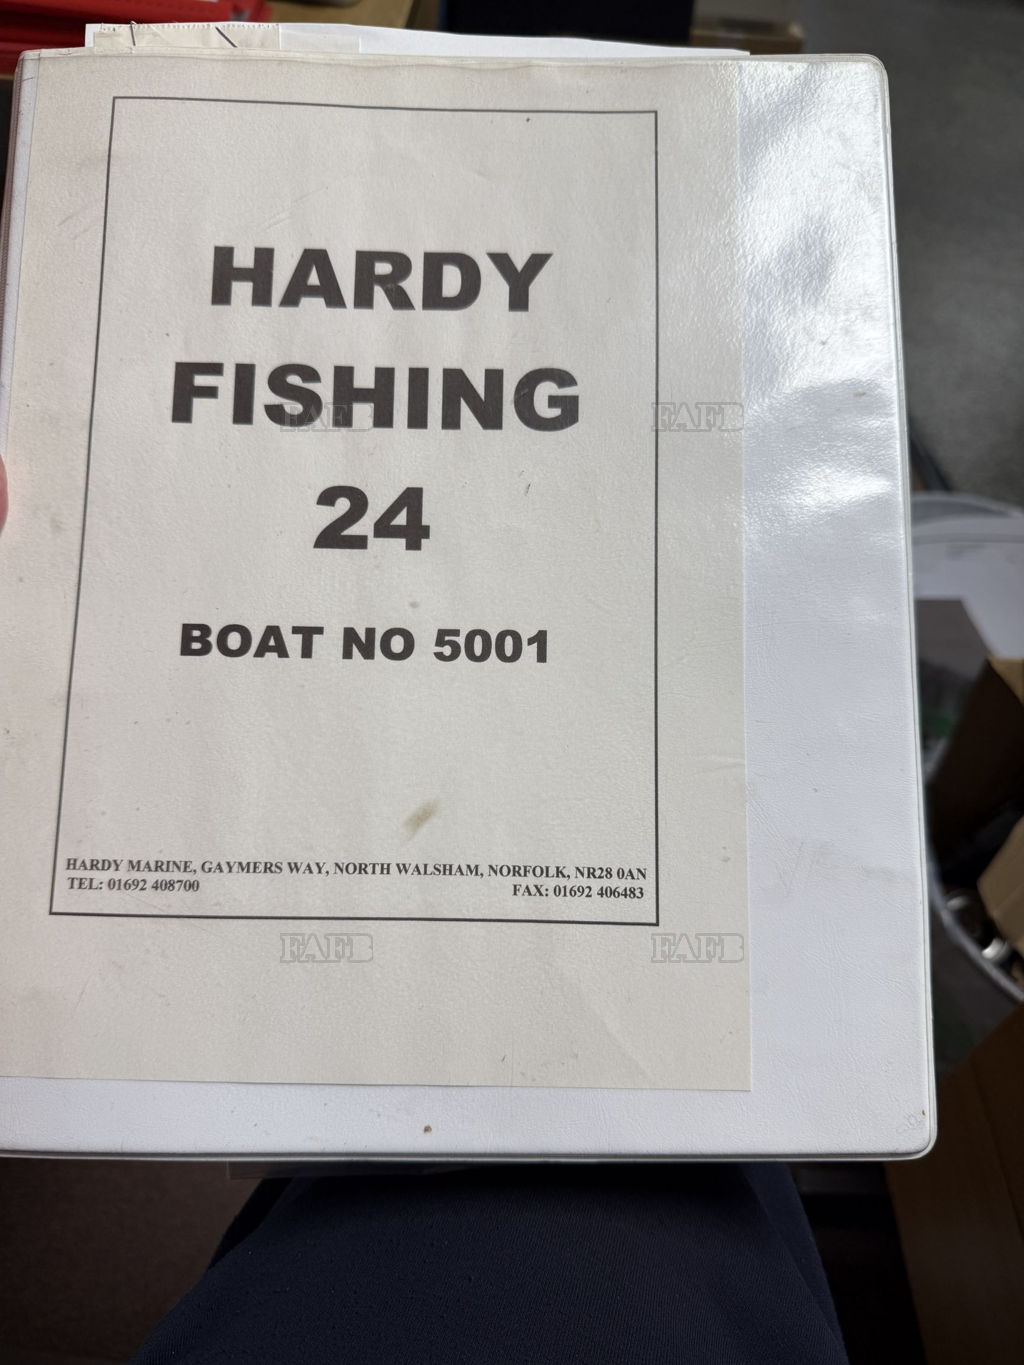 HARDY
FISHING
24
BOAT NO 5001
HARDY MARINE, GAYMERS WAY, NORTH WALSHAM, NORFOLK, NR28 0AN
TEL: 01692 408700 FAX: 01692 406483
FAFB FAFB
FAFB FAFB